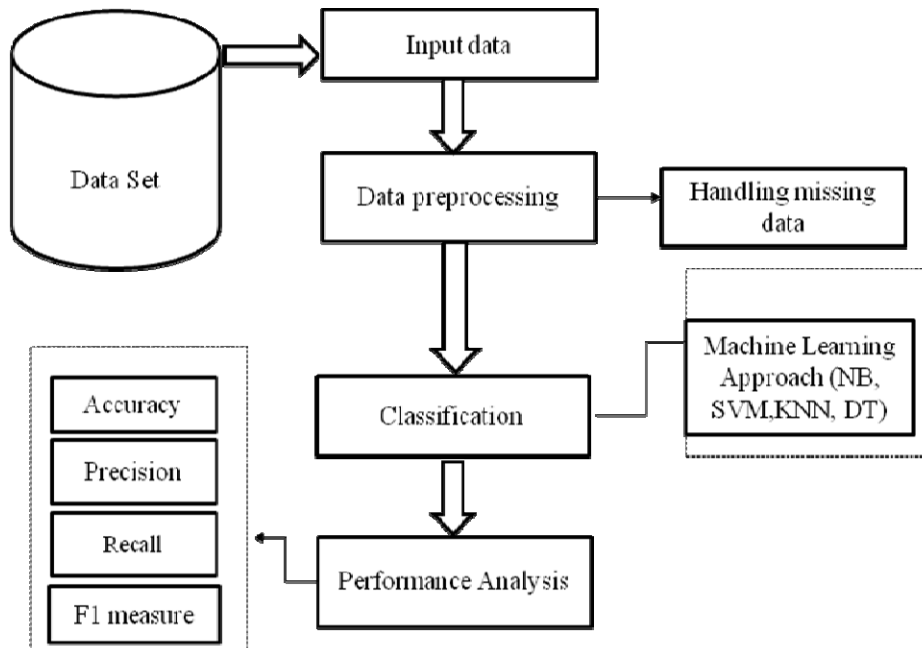 Data Set
Input data
Data preprocessing
Handling missing
data
Classification
Machine Learning
Approach (NB,
SVM,KNN, DT)
Performance Analysis
Accuracy
Precision
Recall
F1 measure